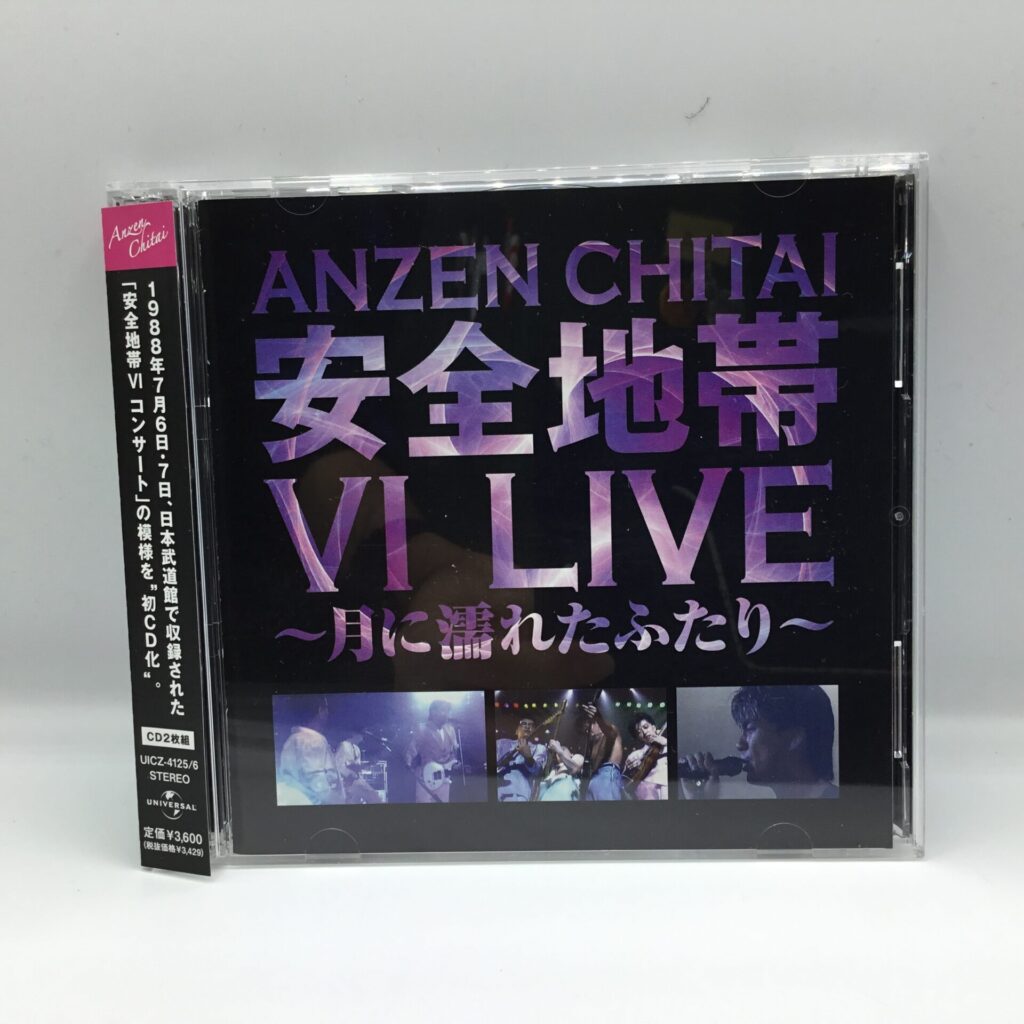 Anzen
Chitai
1988年7月6日・7日、日本武道館で収録された
「安全地帯VI コンサート」の模様を〝初CD化〟。
CD2枚組
UICZ-4125/6
STEREO
UNIVERSAL
定価¥3,600
(税抜価格¥3,429)
ANZEN CHITAI
安全地帯
VI LIVE
~月に濡れたふたり~